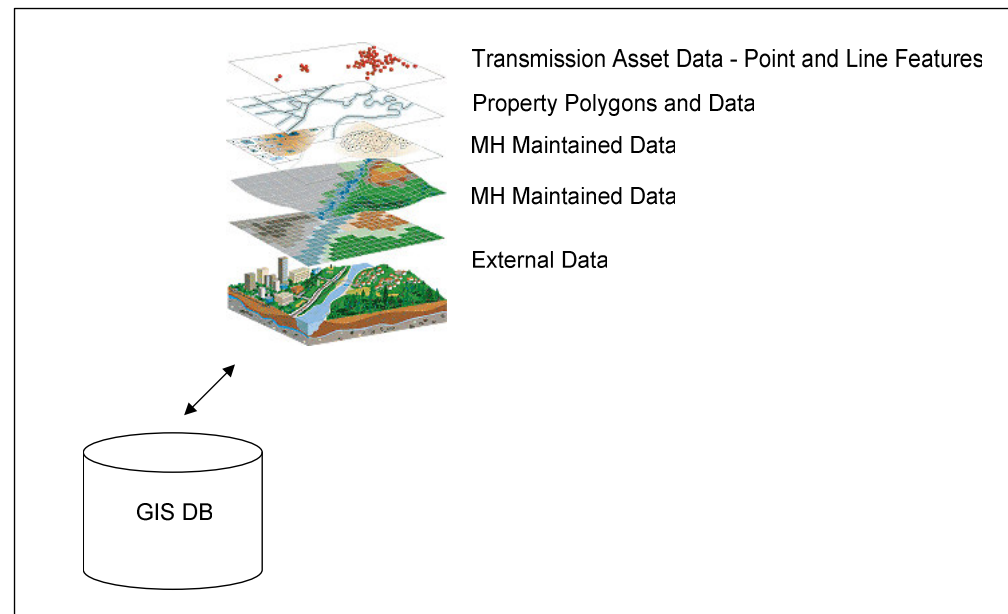 Transmission Asset Data - Point and Line Features
Property Polygons and Data
MH Maintained Data
MH Maintained Data
External Data
GIS DB